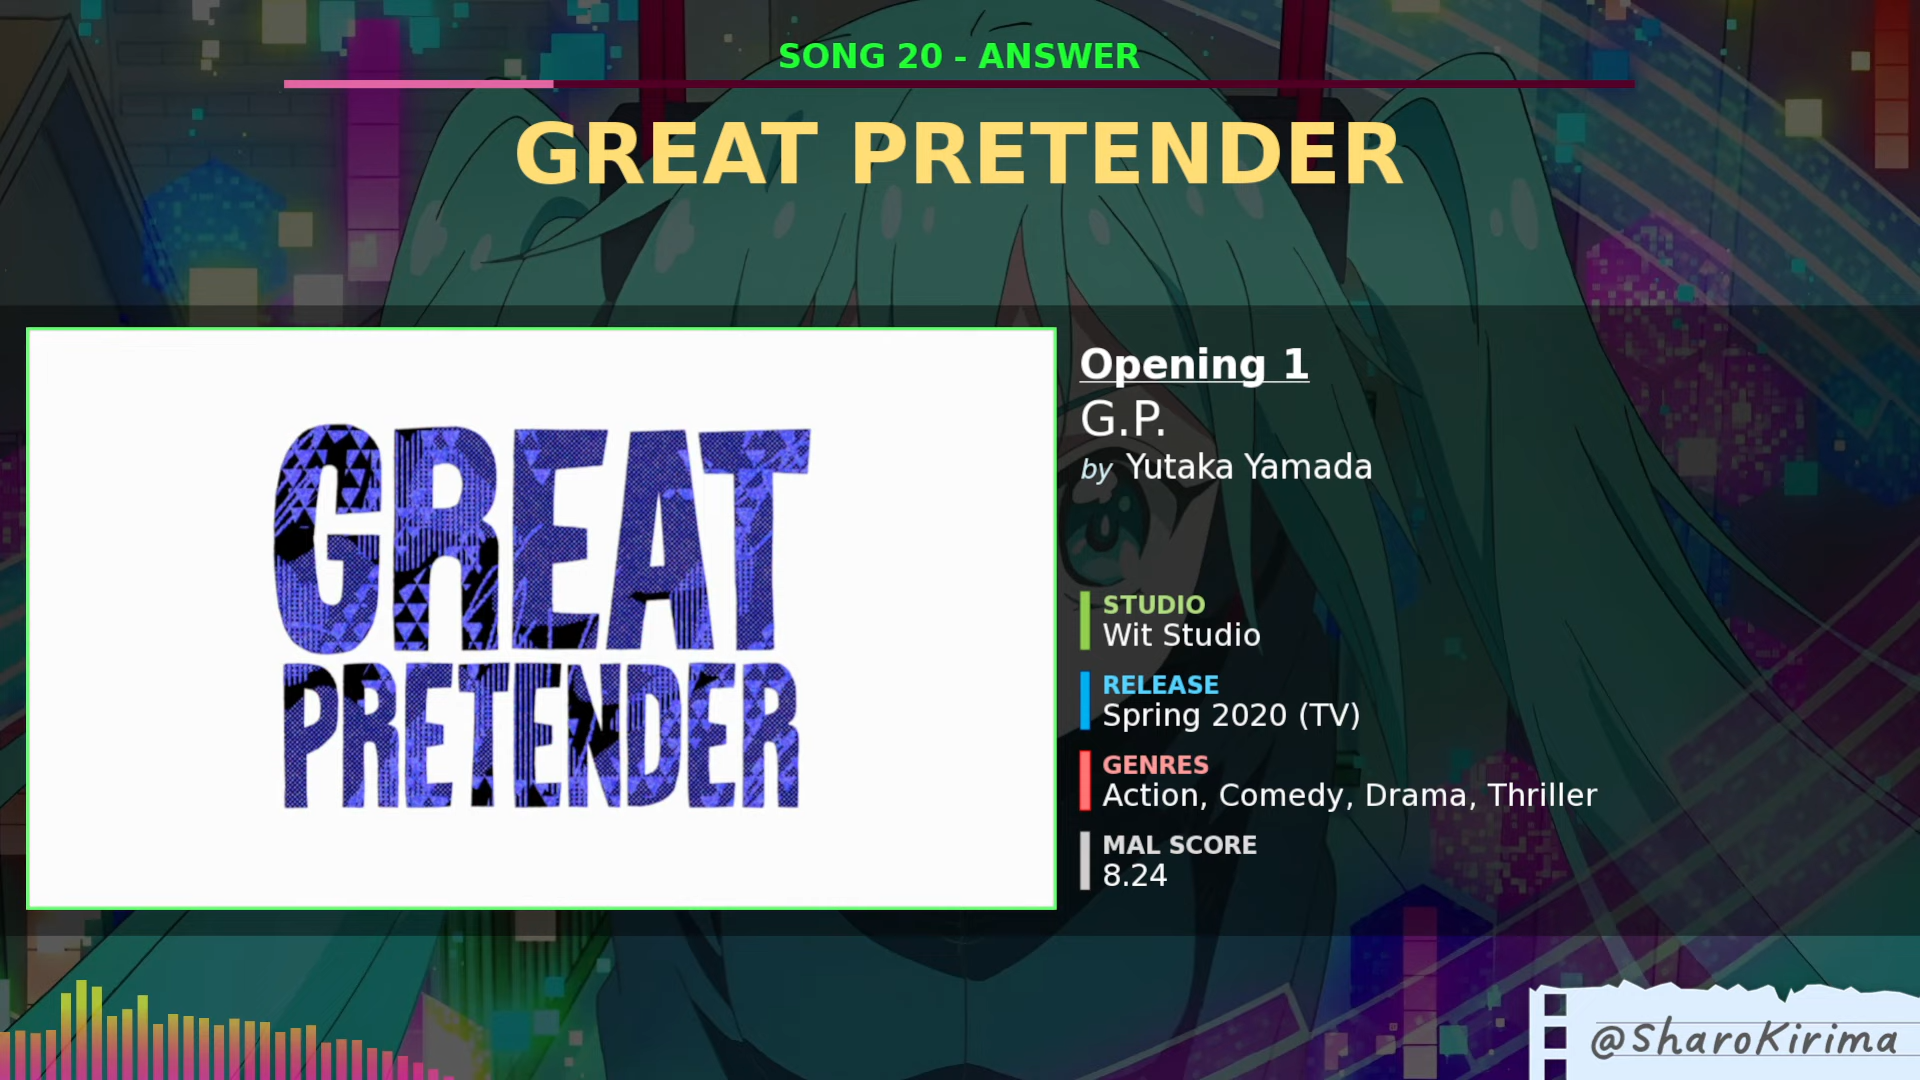 SONG 20 - ANSWER
GREAT PRETENDER
GREAT
PRETENDER
Opening 1
G.P.
by Yutaka Yamada
STUDIO
Wit Studio
RELEASE
Spring 2020 (TV)
GENRES
Action, Comedy, Drama, Thriller
MAL SCORE
8.24
@SharoKirima